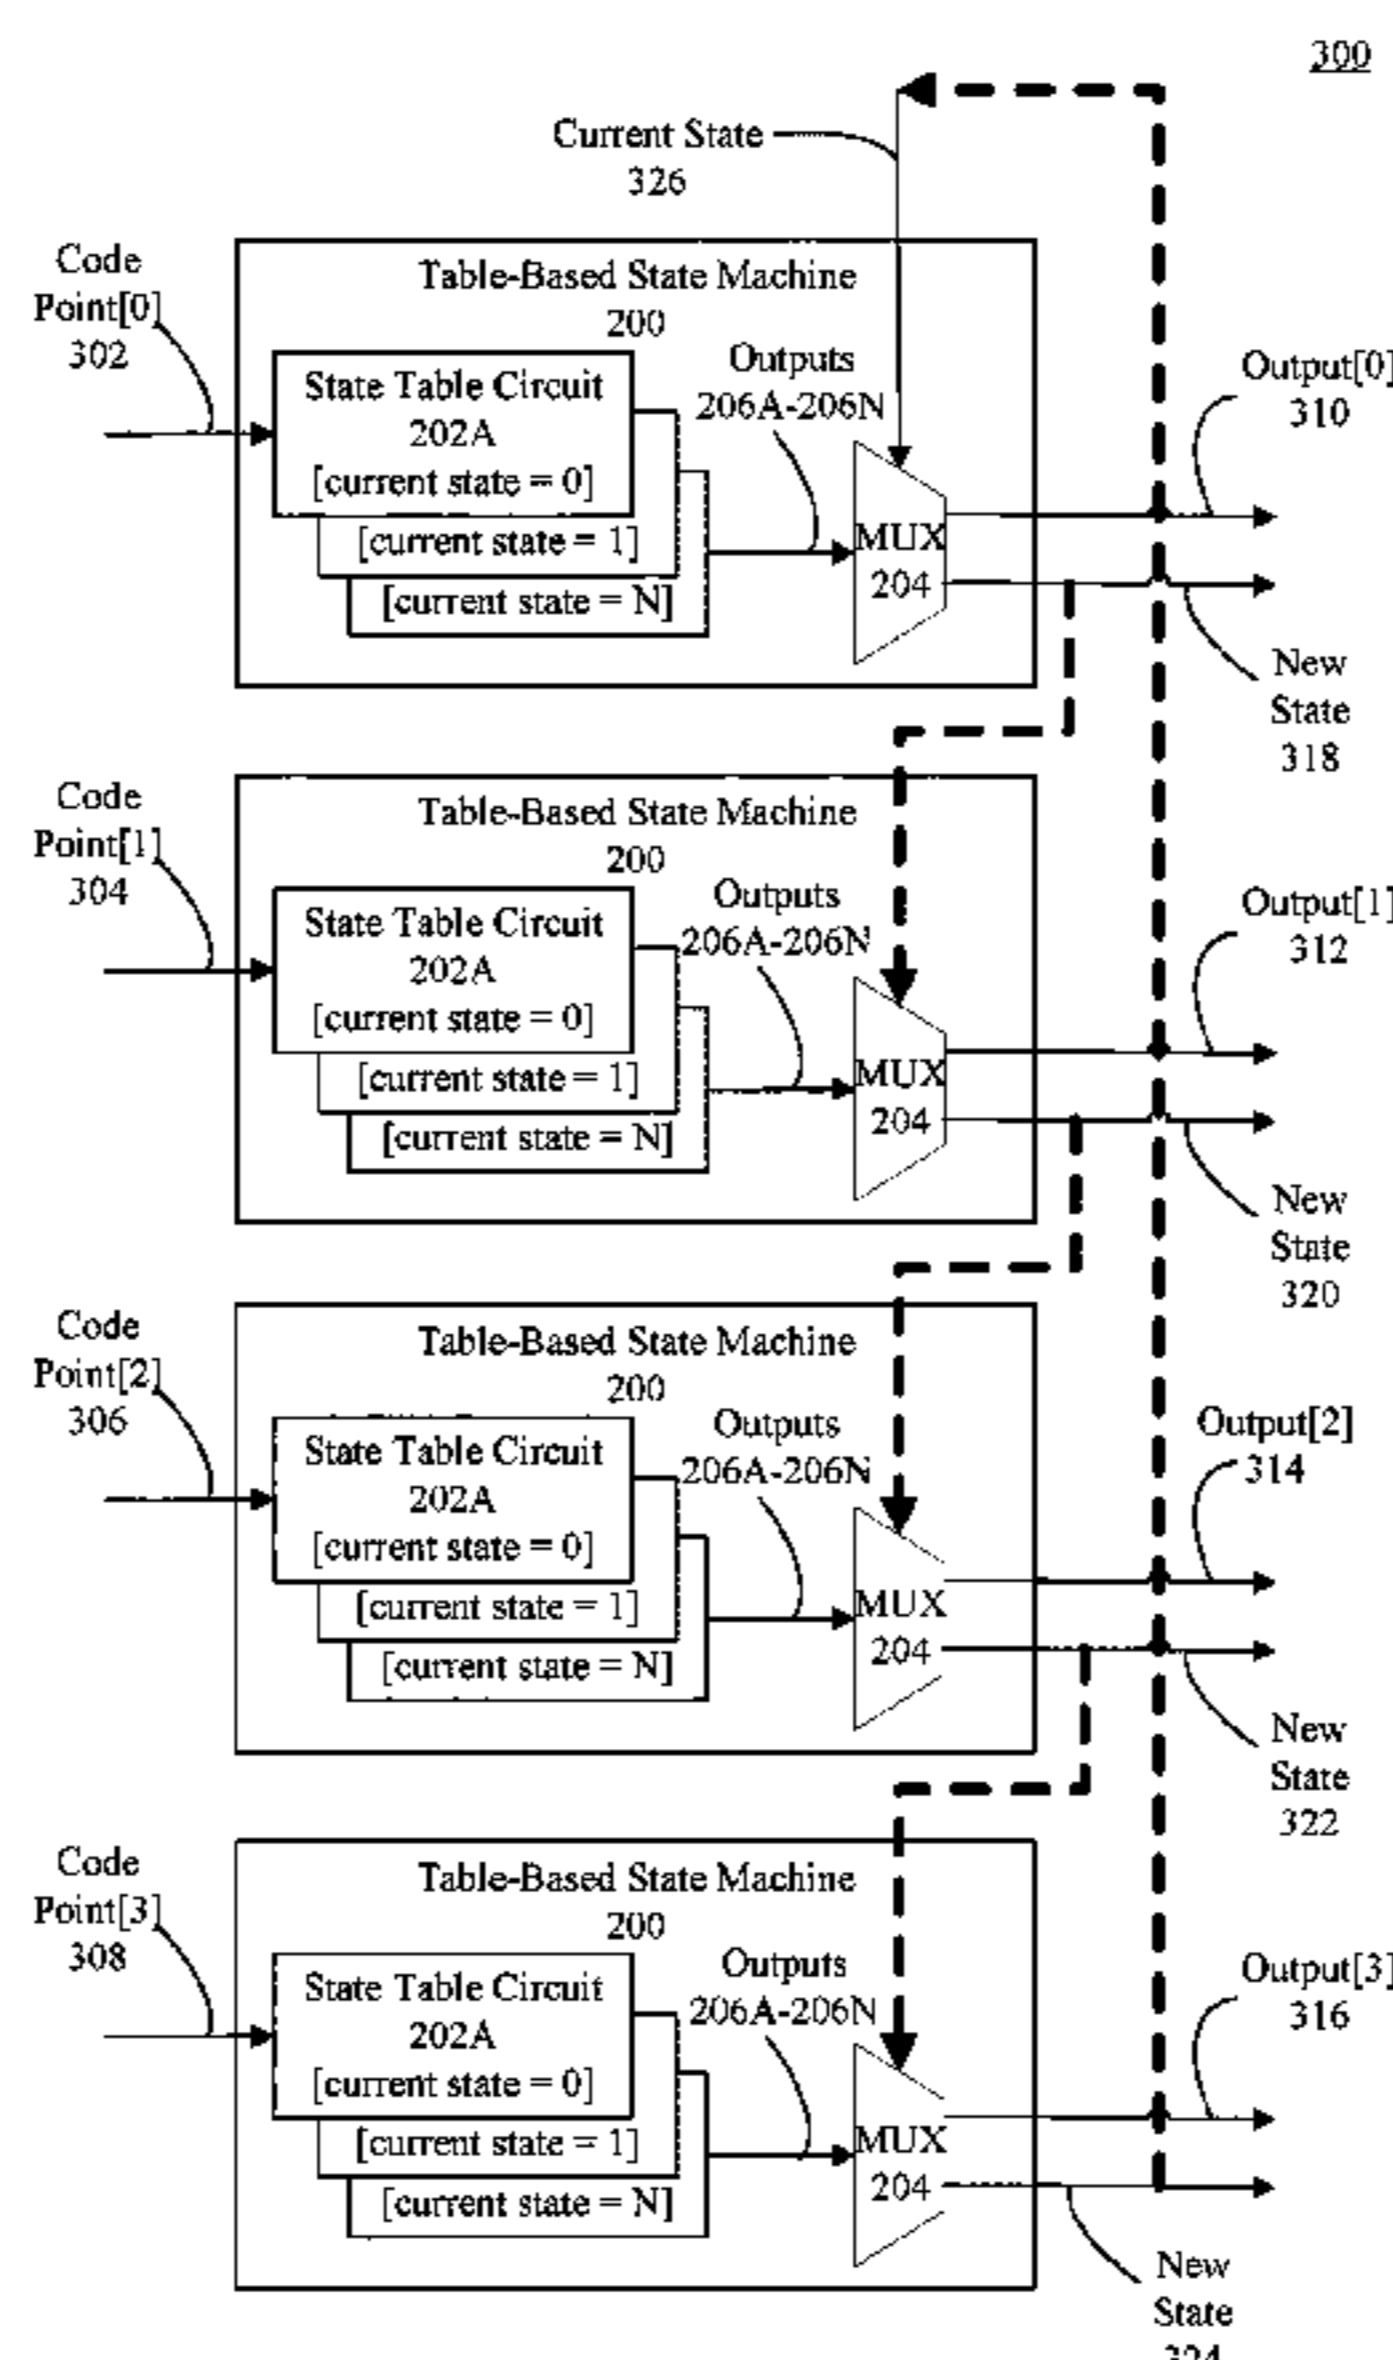 300
Current State
326
Code
Point[0]
302
Table-Based State Machine
200
State Table Circuit
202A
[current state = 0]
[current state = 1]
[current state = N]
Outputs
206A-206N
MUX
204
Output[0]
310
New
State
318
Code
Point[1]
304
Table-Based State Machine
200
State Table Circuit
202A
[current state = 0]
[current state = 1]
[current state = N]
Outputs
206A-206N
MUX
204
Output[1]
312
New
State
320
Code
Point[2]
306
Table-Based State Machine
200
State Table Circuit
202A
[current state = 0]
[current state = 1]
[current state = N]
Outputs
206A-206N
MUX
204
Output[2]
314
New
State
322
Code
Point[3]
308
Table-Based State Machine
200
State Table Circuit
202A
[current state = 0]
[current state = 1]
[current state = N]
Outputs
206A-206N
MUX
204
Output[3]
316
New
State
324